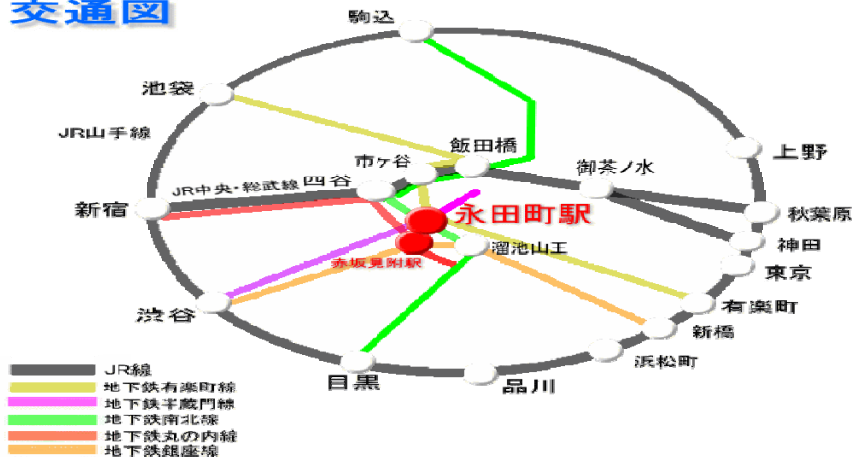 交通図
駒込
池袋
JR山手線
飯田橋
市ヶ谷
御茶ノ水
上野
JR中央・総武線
四谷
新宿
永田町駅
秋葉原
溜池山王
神田
赤坂見附駅
東京
渋谷
有楽町
新橋
浜松町
目黒
品川
JR線
地下鉄有楽町線
地下鉄半蔵門線
地下鉄南北線
地下鉄丸の内線
地下鉄銀座線